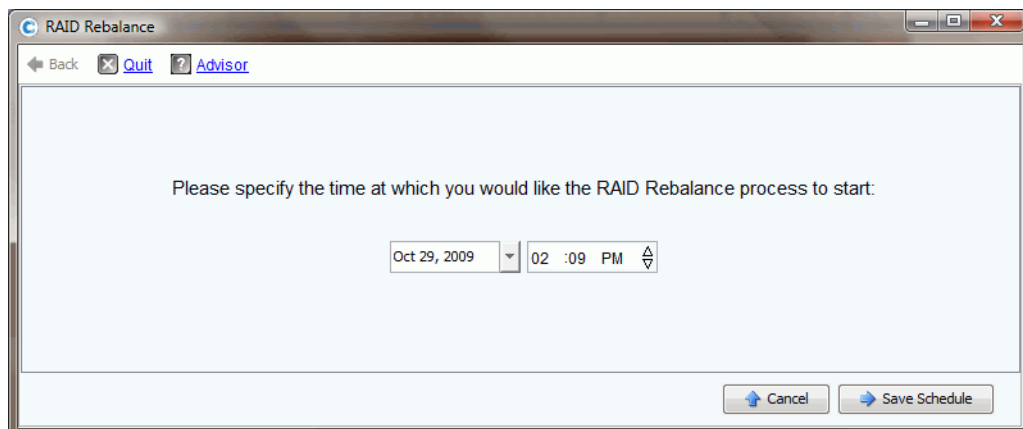 RAID Rebalance
Back Quit Advisor
Please specify the time at which you would like the RAID Rebalance process to start:
Oct 29, 2009 02 :09 PM
Cancel Save Schedule